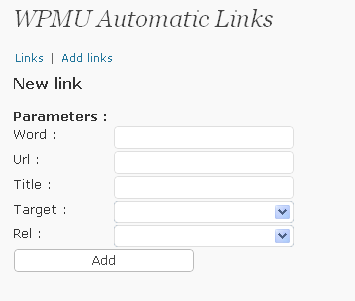 WPMU Automatic Links
Links | Add links
New link
Parameters :
Word :
Url :
Title :
Target :
Rel :
Add